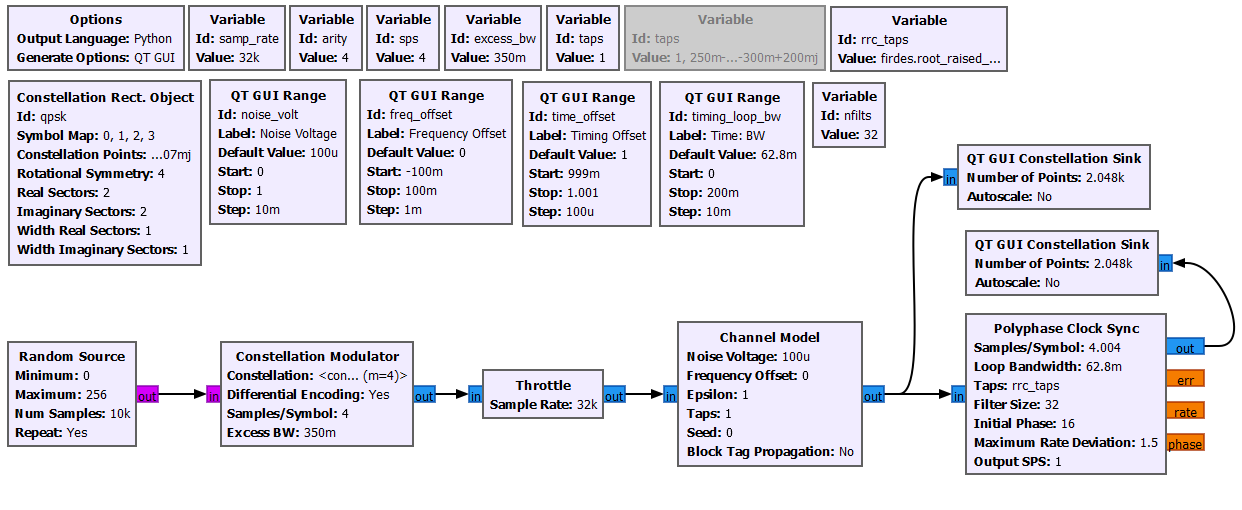 Options
Output Language: Python
Generate Options: QT GUI
Variable
Id: samp_rate
Value: 32k
Variable
Id: arity
Value: 4
Variable
Id: sps
Value: 4
Variable
Id: excess_bw
Value: 350m
Variable
Id: taps
Value: 1
Variable
Id: taps
Value: 1, 250m-...-300m+200mj
Variable
Id: rrc_taps
Value: firdes.root_raised_...
Constellation Rect. Object
Id: qpsk
Symbol Map: 0, 1, 2, 3
Constellation Points: ...07mj
Rotational Symmetry: 4
Real Sectors: 2
Imaginary Sectors: 2
Width Real Sectors: 1
Width Imaginary Sectors: 1
QT GUI Range
Id: noise_volt
Label: Noise Voltage
Default Value: 100u
Start: 0
Stop: 1
Step: 10m
QT GUI Range
Id: freq_offset
Label: Frequency Offset
Default Value: 0
Start: -100m
Stop: 100m
Step: 1m
QT GUI Range
Id: time_offset
Label: Timing Offset
Default Value: 1
Start: 999m
Stop: 1.001
Step: 100u
QT GUI Range
Id: timing_loop_bw
Label: Time: BW
Default Value: 62.8m
Start: 0
Stop: 200m
Step: 10m
Variable
Id: nfilts
Value: 32
in
QT GUI Constellation Sink
Number of Points: 2.048k
Autoscale: No
QT GUI Constellation Sink
Number of Points: 2.048k
Autoscale: No
in
Random Source
Minimum: 0
Maximum: 256
Num Samples: 10k
Repeat: Yes
out
in
Constellation Modulator
Constellation: <con... (m=4)>
Differential Encoding: Yes
Samples/Symbol: 4
Excess BW: 350m
out
in
Throttle
Sample Rate: 32k
out
in
Channel Model
Noise Voltage: 100u
Frequency Offset: 0
Epsilon: 1
Taps: 1
Seed: 0
Block Tag Propagation: No
out
in
Polyphase Clock Sync
Samples/Symbol: 4.004
Loop Bandwidth: 62.8m
Taps: rrc_taps
Filter Size: 32
Initial Phase: 16
Maximum Rate Deviation: 1.5
Output SPS: 1
out
err
rate
phase